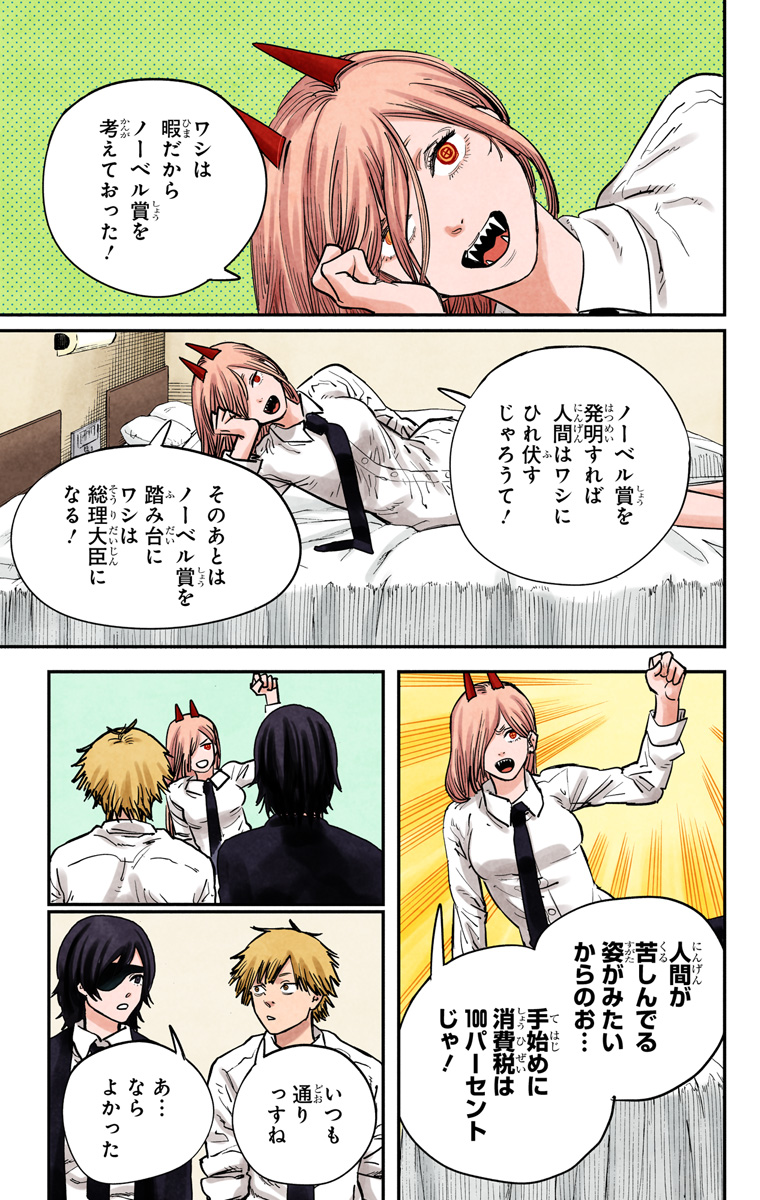 ワシは
暇だから
ノーベル賞を
考えておった！
ノーベル賞を
発明すれば
人間はワシに
ひれ伏す
じゃろうて！
そのあとは
ノーベル賞を
踏み台に
ワシは
総理大臣に
なる！
人間が
苦しんでる
姿がみたい
からのお…
手始めに
消費税は
100パーセント
じゃ！
いつも
通り
っすね
あ…
なら
よかった